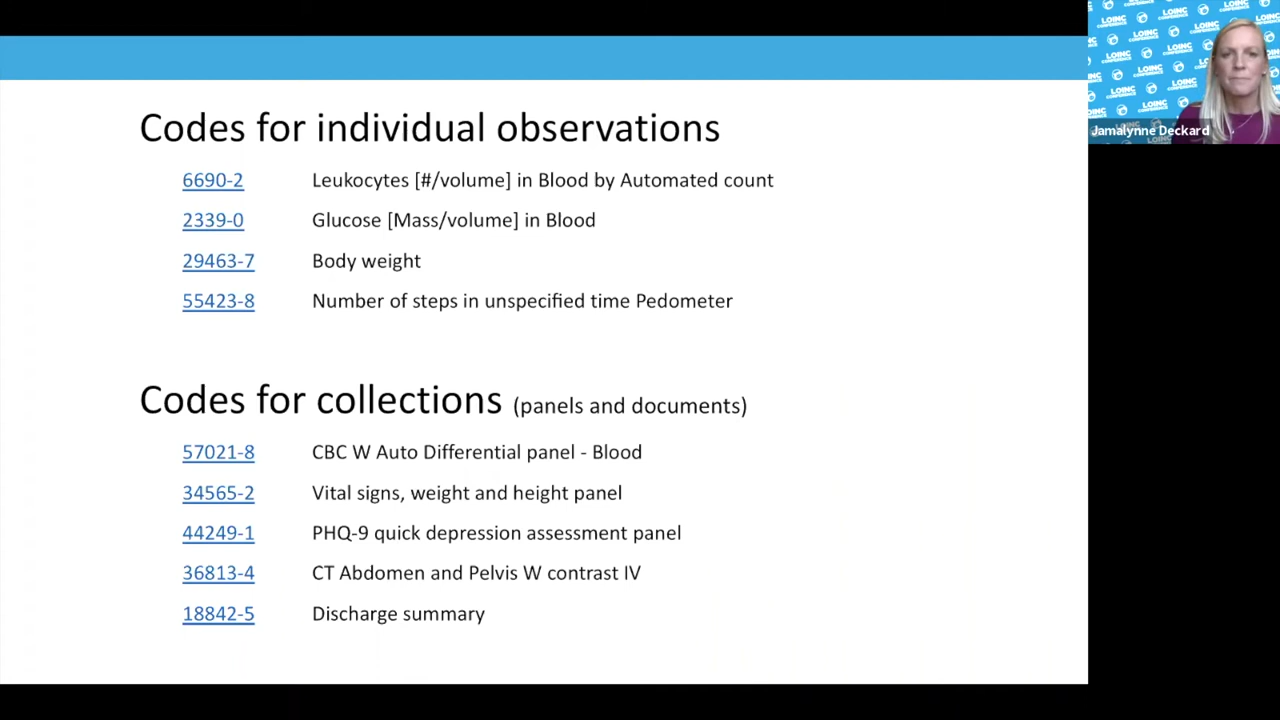 Codes for individual observations
6690-2 Leukocytes [#/volume] in Blood by Automated count
2339-0 Glucose [Mass/volume] in Blood
29463-7 Body weight
55423-8 Number of steps in unspecified time Pedometer
Codes for collections (panels and documents)
57021-8 CBC W Auto Differential panel - Blood
34565-2 Vital signs, weight and height panel
44249-1 PHQ-9 quick depression assessment panel
36813-4 CT Abdomen and Pelvis W contrast IV
18842-5 Discharge summary
LOINC CONFERENCE
Jamalynne Deckard